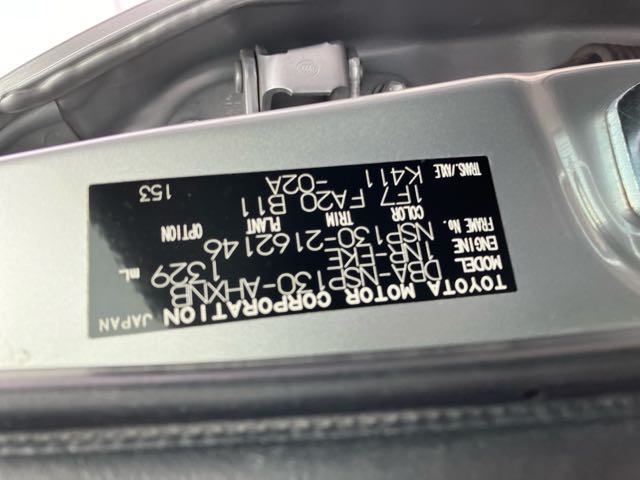 TOYOTA MOTOR CORPORATION JAPAN
MODEL DBA-NSP130-AHXNB
ENGINE 1NR-FKE 1329 mL
FRAME No. NSP130-2162146
COLOR TRIM PLANT OPTION
1F7 FA20 B11
TRANS./AXLE K411 -02A
153